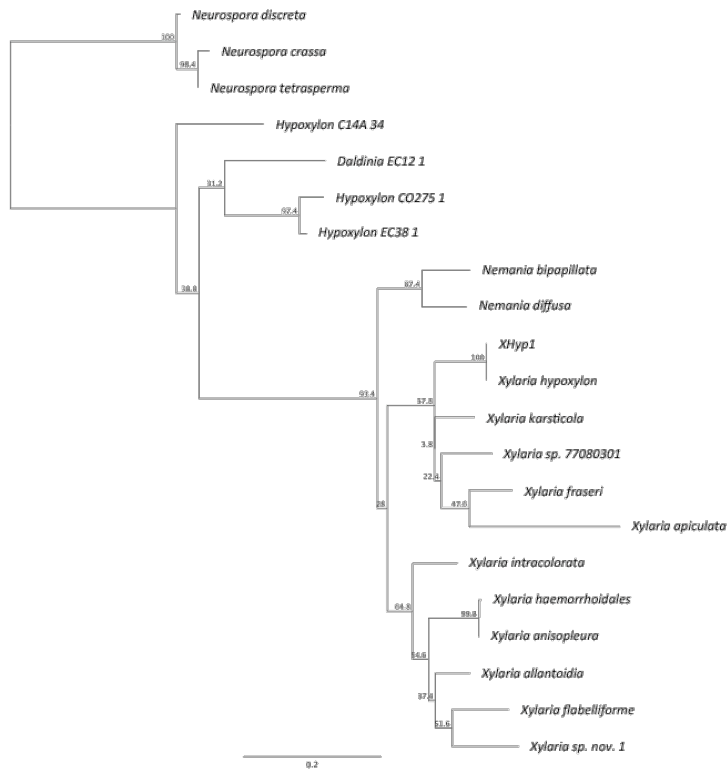 Neurospora discreta
100
Neurospora crassa
98.4
Neurospora tetrasperma
Hypoxylon C14A 34
Daldinia EC12 1
31.2
Hypoxylon CO275 1
97.4
Hypoxylon EC38 1
Nemania bipapillata
87.4
38.8
Nemania diffusa
XHyp1
100
Xylaria hypoxylon
93.4
57.8
Xylaria karsticola
3.8
Xylaria sp. 77080301
22.4
Xylaria fraseri
47.0
28
Xylaria apiculata
Xylaria intracolorata
Xylaria haemorrhoidales
64.8
99.8
Xylaria anisopleura
54.6
Xylaria allantoidia
37.4
Xylaria flabelliforme
53.6
Xylaria sp. nov. 1
0.2